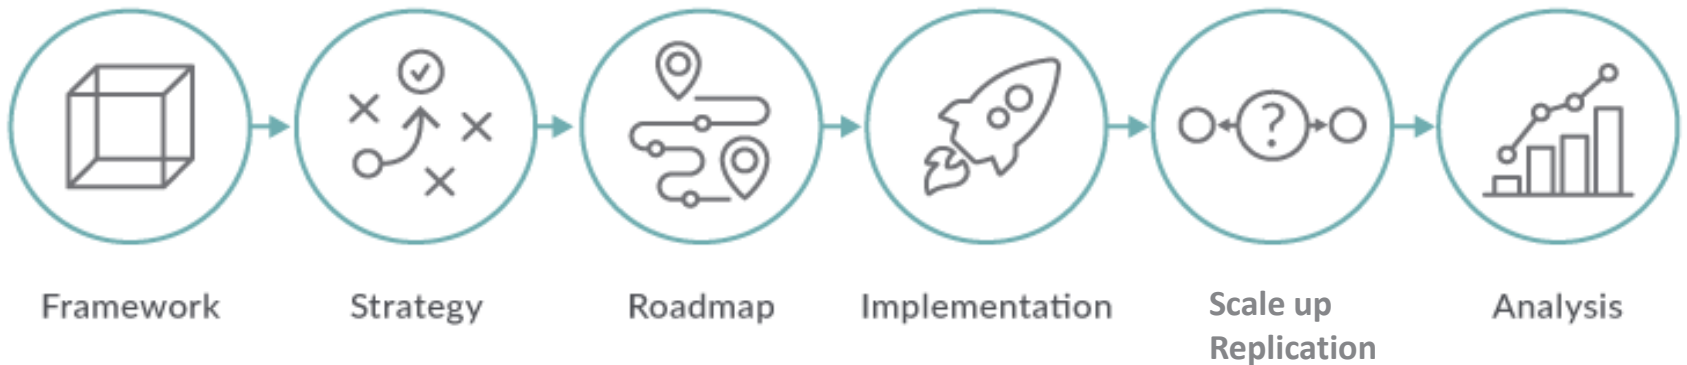 ?
Framework
Strategy
Roadmap
Implementation
Scale up
Replication
Analysis